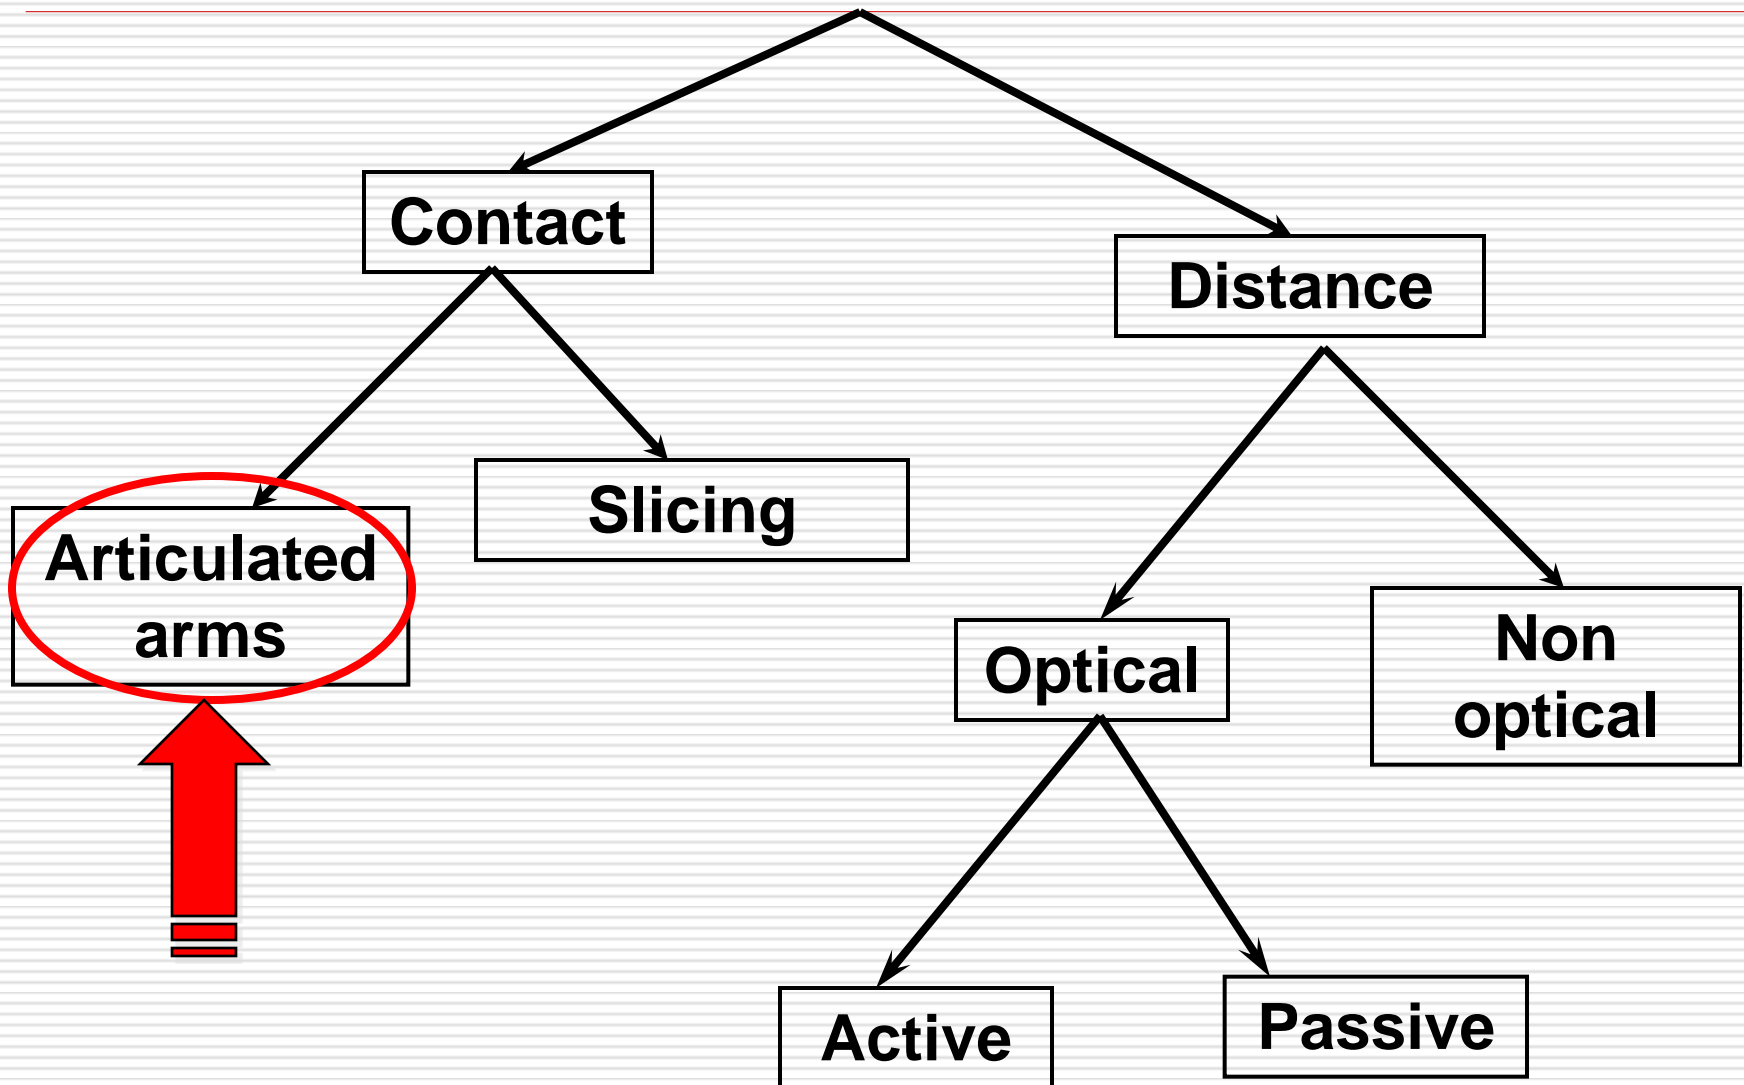 Contact
Distance
Slicing
Articulated
arms
Optical
Non
optical
Active
Passive